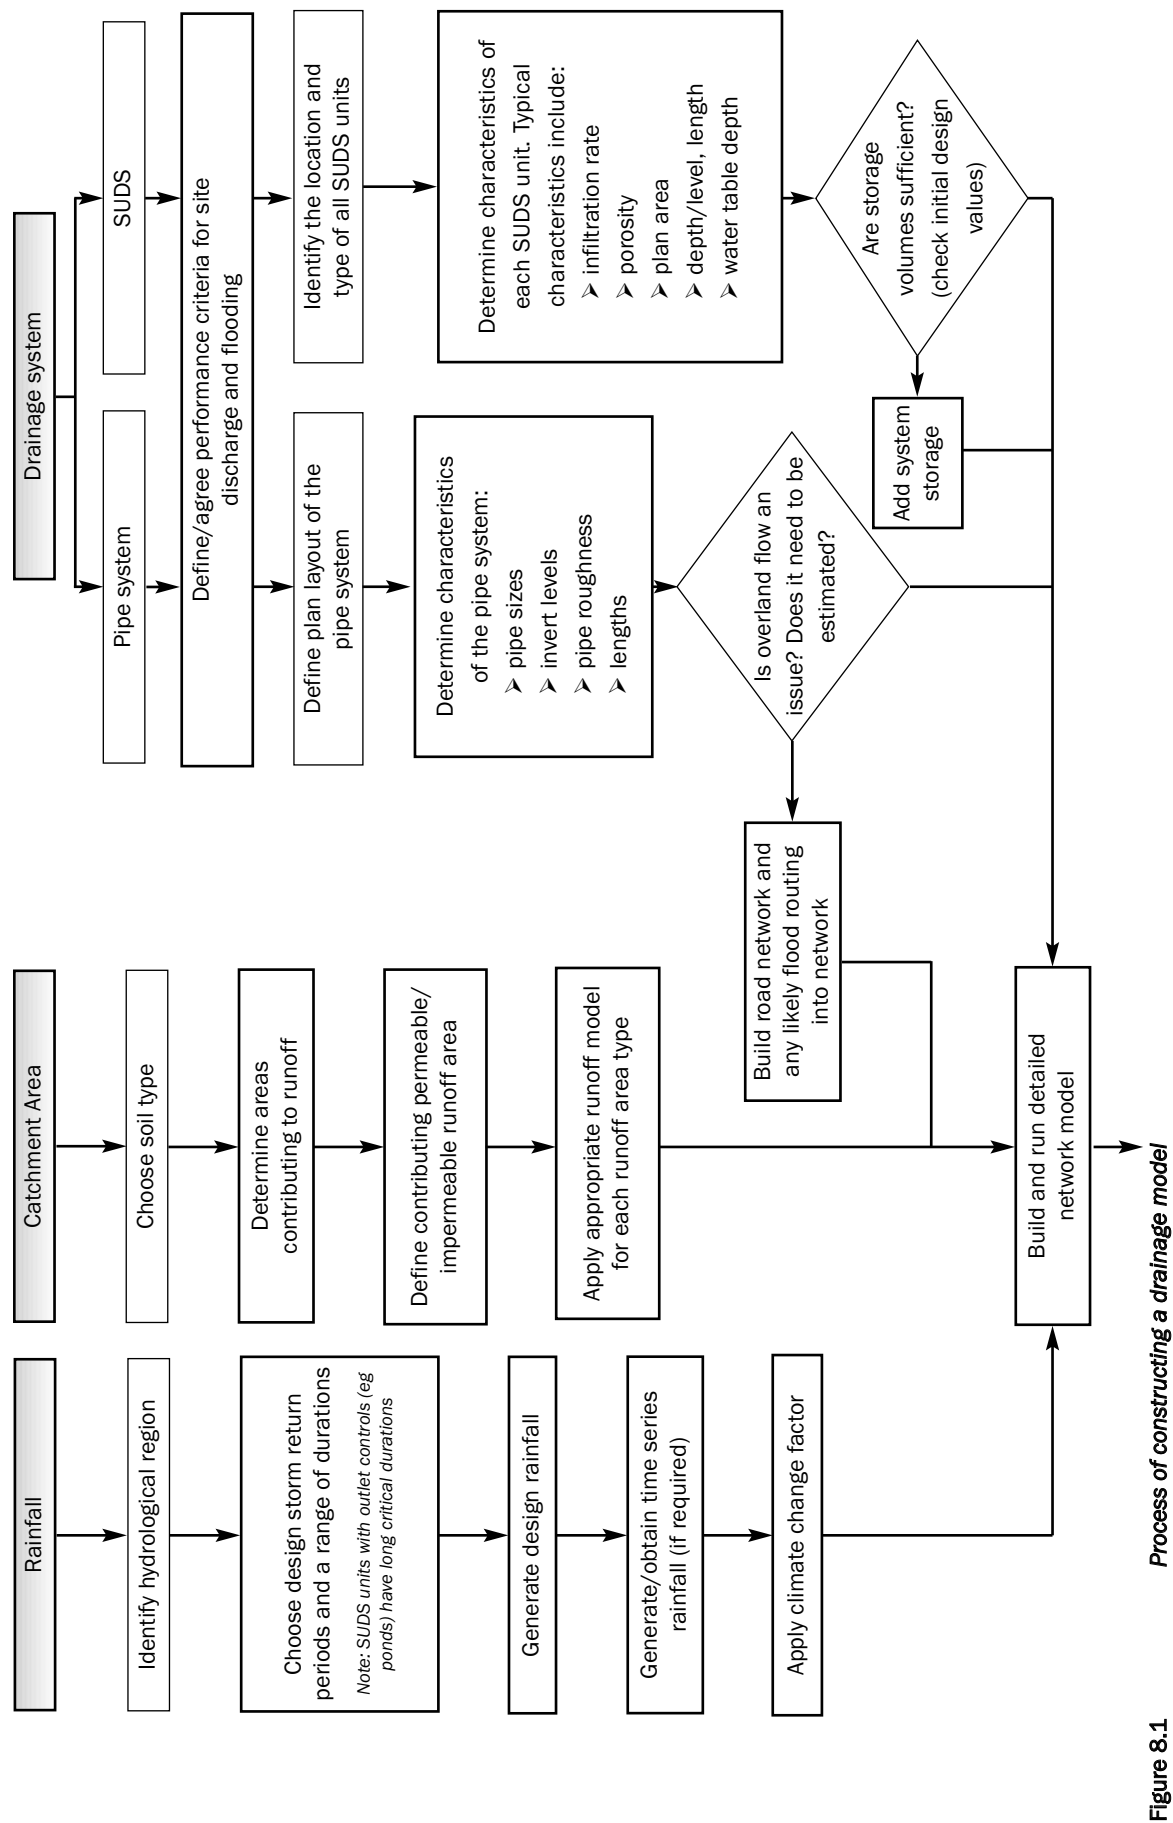 Rainfall
Identify hydrological region
Choose design storm return
periods and a range of durations
Note: SUDS units with outlet controls (eg
ponds) have long critical durations
Generate design rainfall
Generate/obtain time series
rainfall (if required)
Apply climate change factor
Catchment Area
Choose soil type
Determine areas
contributing to runoff
Define contributing permeable/
impermeable runoff area
Apply appropriate runoff model
for each runoff area type
Drainage system
Pipe system
SUDS
Define/agree performance criteria for site
discharge and flooding
Define plan layout of the
pipe system
Determine characteristics
of the pipe system:
➢ pipe sizes
➢ invert levels
➢ pipe roughness
➢ lengths
Is overland flow an
issue? Does it need to be
estimated?
Build road network and
any likely flood routing
into network
Identify the location and
type of all SUDS units
Determine characteristics of
each SUDS unit. Typical
characteristics include:
➢ infiltration rate
➢ porosity
➢ plan area
➢ depth/level, length
➢ water table depth
Are storage
volumes sufficient?
(check initial design
values)
Add system
storage
Build and run detailed
network model
Figure 8.1 Process of constructing a drainage model